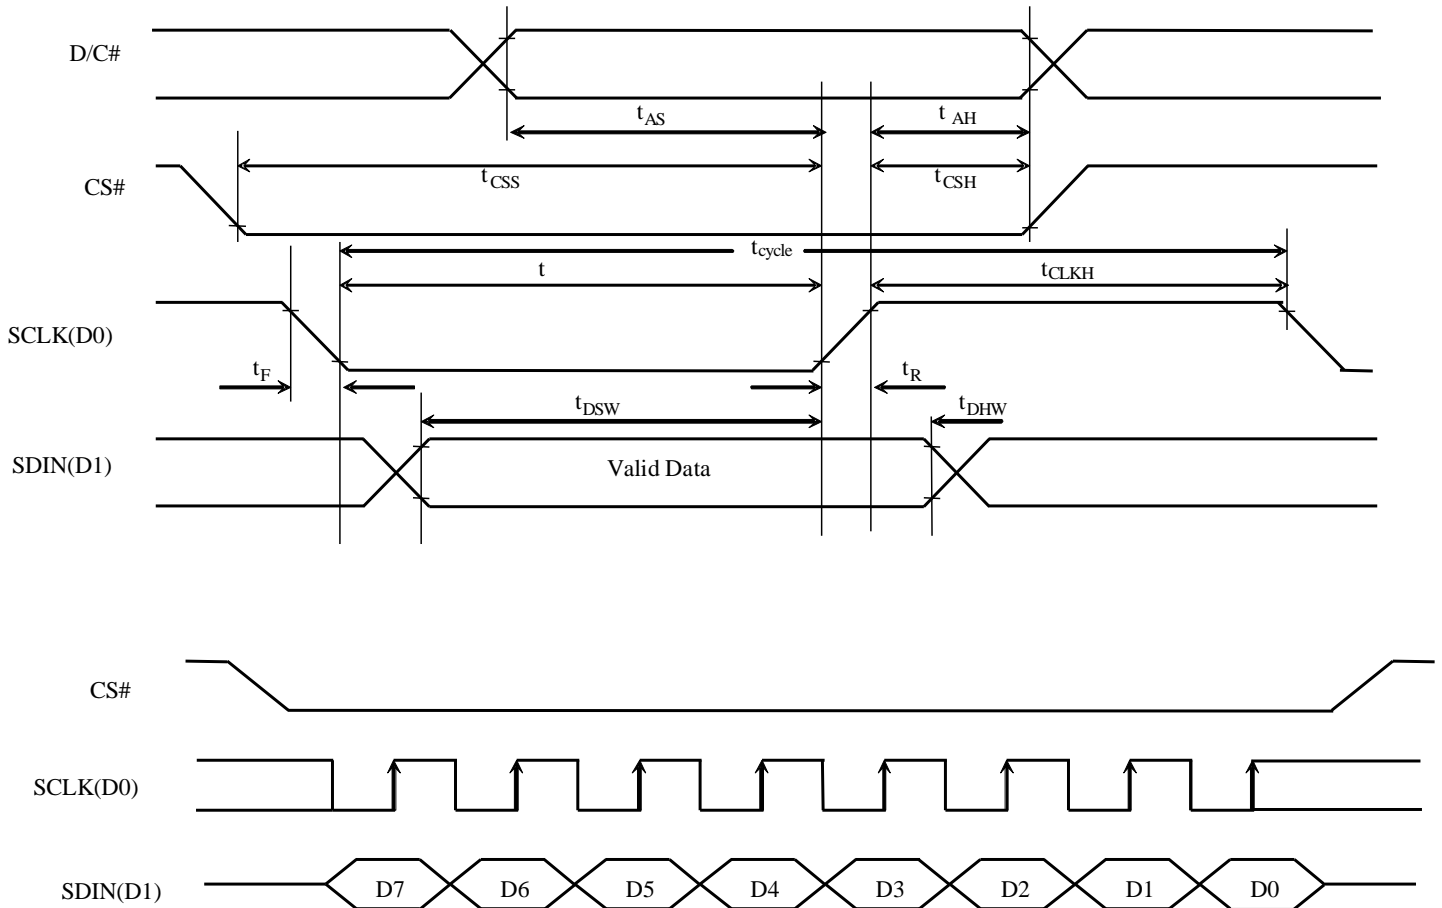 D/C#
tAS
t AH
CS#
tCSS
tCSH
tcycle
t
tCLKH
SCLK(D0)
tF
tR
tDSW
tDHW
SDIN(D1)
Valid Data
CS#
SCLK(D0)
SDIN(D1)
D7
D6
D5
D4
D3
D2
D1
D0